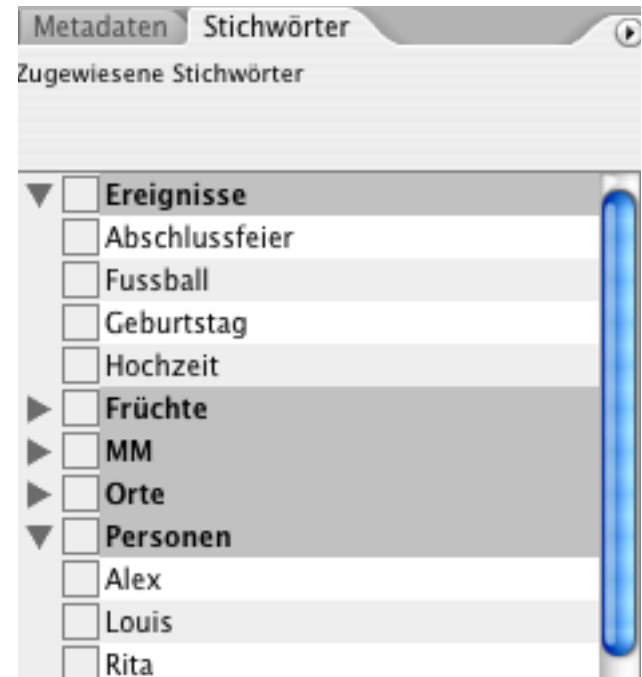 Metadaten Stichwörter
Zugewiesene Stichwörter
Ereignisse
Abschlussfeier
Fussball
Geburtstag
Hochzeit
Früchte
MM
Orte
Personen
Alex
Louis
Rita